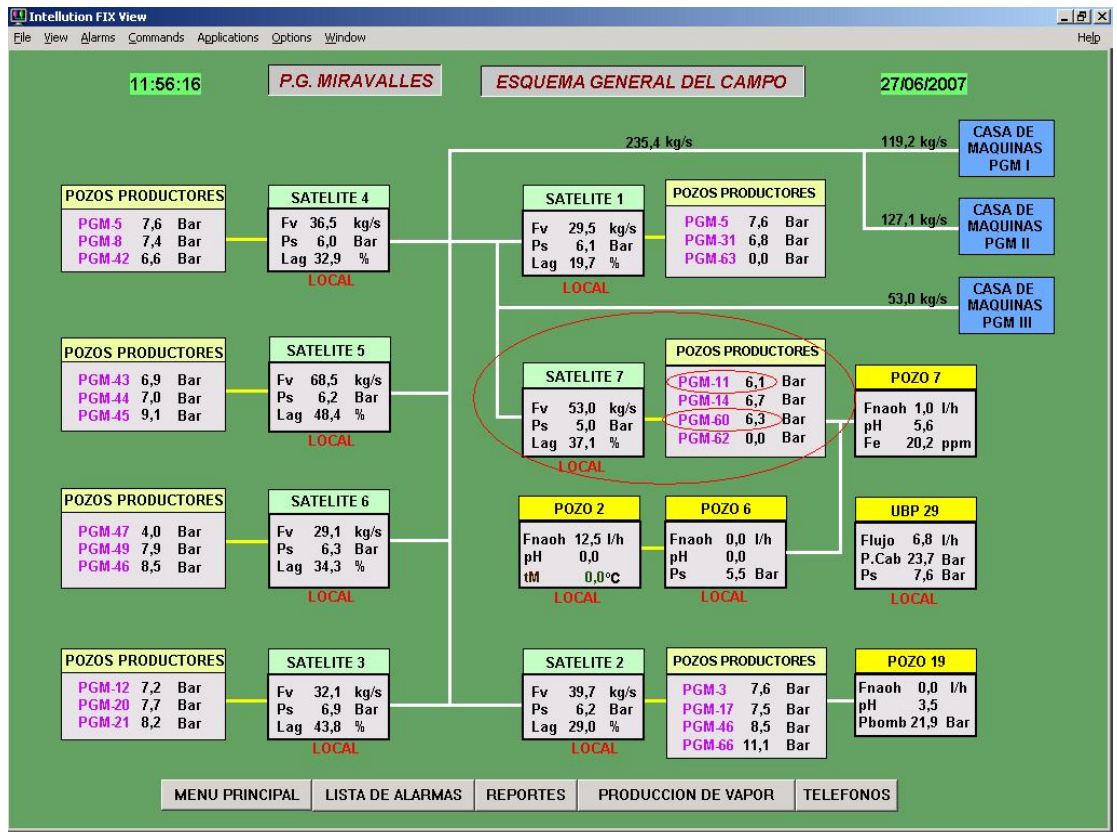 Intellution FIX View
File View Alarms Commands Applications Options Window Help
11:56:16 P.G. MIRAVALLES ESQUEMA GENERAL DEL CAMPO 27/06/2007
235,4 kg/s
119,2 kg/s
CASA DE
MAQUINAS
PGM I
127,1 kg/s
CASA DE
MAQUINAS
PGM II
53,0 kg/s
CASA DE
MAQUINAS
PGM III
POZOS PRODUCTORES
PGM-5 7,6 Bar
PGM-8 7,4 Bar
PGM-42 6,6 Bar
SATELITE 4
Fv 36,5 kg/s
Ps 6,0 Bar
Lag 32,9 %
LOCAL
SATELITE 1
Fv 29,5 kg/s
Ps 6,1 Bar
Lag 19,7 %
LOCAL
POZOS PRODUCTORES
PGM-5 7,6 Bar
PGM-31 6,8 Bar
PGM-63 0,0 Bar
POZOS PRODUCTORES
PGM-43 6,9 Bar
PGM-44 7,0 Bar
PGM-45 9,1 Bar
SATELITE 5
Fv 68,5 kg/s
Ps 6,2 Bar
Lag 48,4 %
LOCAL
SATELITE 7
Fv 53,0 kg/s
Ps 5,0 Bar
Lag 37,1 %
LOCAL
POZOS PRODUCTORES
PGM-11 6,1 Bar
PGM-14 6,7 Bar
PGM-60 6,3 Bar
PGM-62 0,0 Bar
POZO 7
Fnaoh 1,0 l/h
pH 5,6
Fe 20,2 ppm
POZOS PRODUCTORES
PGM-47 4,0 Bar
PGM-49 7,9 Bar
PGM-46 8,5 Bar
SATELITE 6
Fv 29,1 kg/s
Ps 6,3 Bar
Lag 34,3 %
LOCAL
POZO 2
Fnaoh 12,5 l/h
pH 0,0
tM 0,0ºC
LOCAL
POZO 6
Fnaoh 0,0 l/h
pH 0,0
Ps 5,5 Bar
LOCAL
UBP 29
Flujo 6,8 l/h
P.Cab 23,7 Bar
Ps 7,6 Bar
LOCAL
POZOS PRODUCTORES
PGM-12 7,2 Bar
PGM-20 7,7 Bar
PGM-21 8,2 Bar
SATELITE 3
Fv 32,1 kg/s
Ps 6,9 Bar
Lag 43,8 %
LOCAL
SATELITE 2
Fv 39,7 kg/s
Ps 6,2 Bar
Lag 29,0 %
LOCAL
POZOS PRODUCTORES
PGM-3 7,6 Bar
PGM-17 7,5 Bar
PGM-46 8,5 Bar
PGM-66 11,1 Bar
POZO 19
Fnaoh 0,0 l/h
pH 3,5
Pbomb 21,9 Bar
MENU PRINCIPAL LISTA DE ALARMAS REPORTES PRODUCCION DE VAPOR TELEFONOS